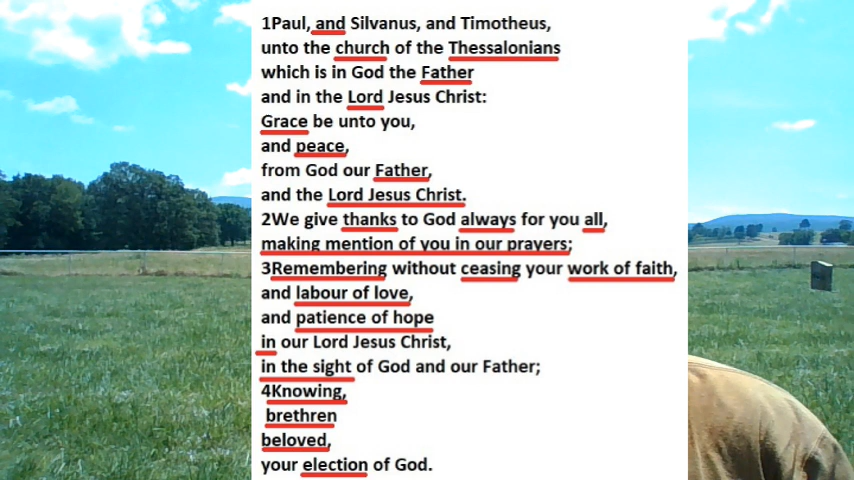 1Paul, and Silvanus, and Timotheus,
unto the church of the Thessalonians
which is in God the Father
and in the Lord Jesus Christ:
Grace be unto you,
and peace,
from God our Father,
and the Lord Jesus Christ.
2We give thanks to God always for you all,
making mention of you in our prayers;
3Remembering without ceasing your work of faith,
and labour of love,
and patience of hope
in our Lord Jesus Christ,
in the sight of God and our Father;
4Knowing,
brethren
beloved,
your election of God.